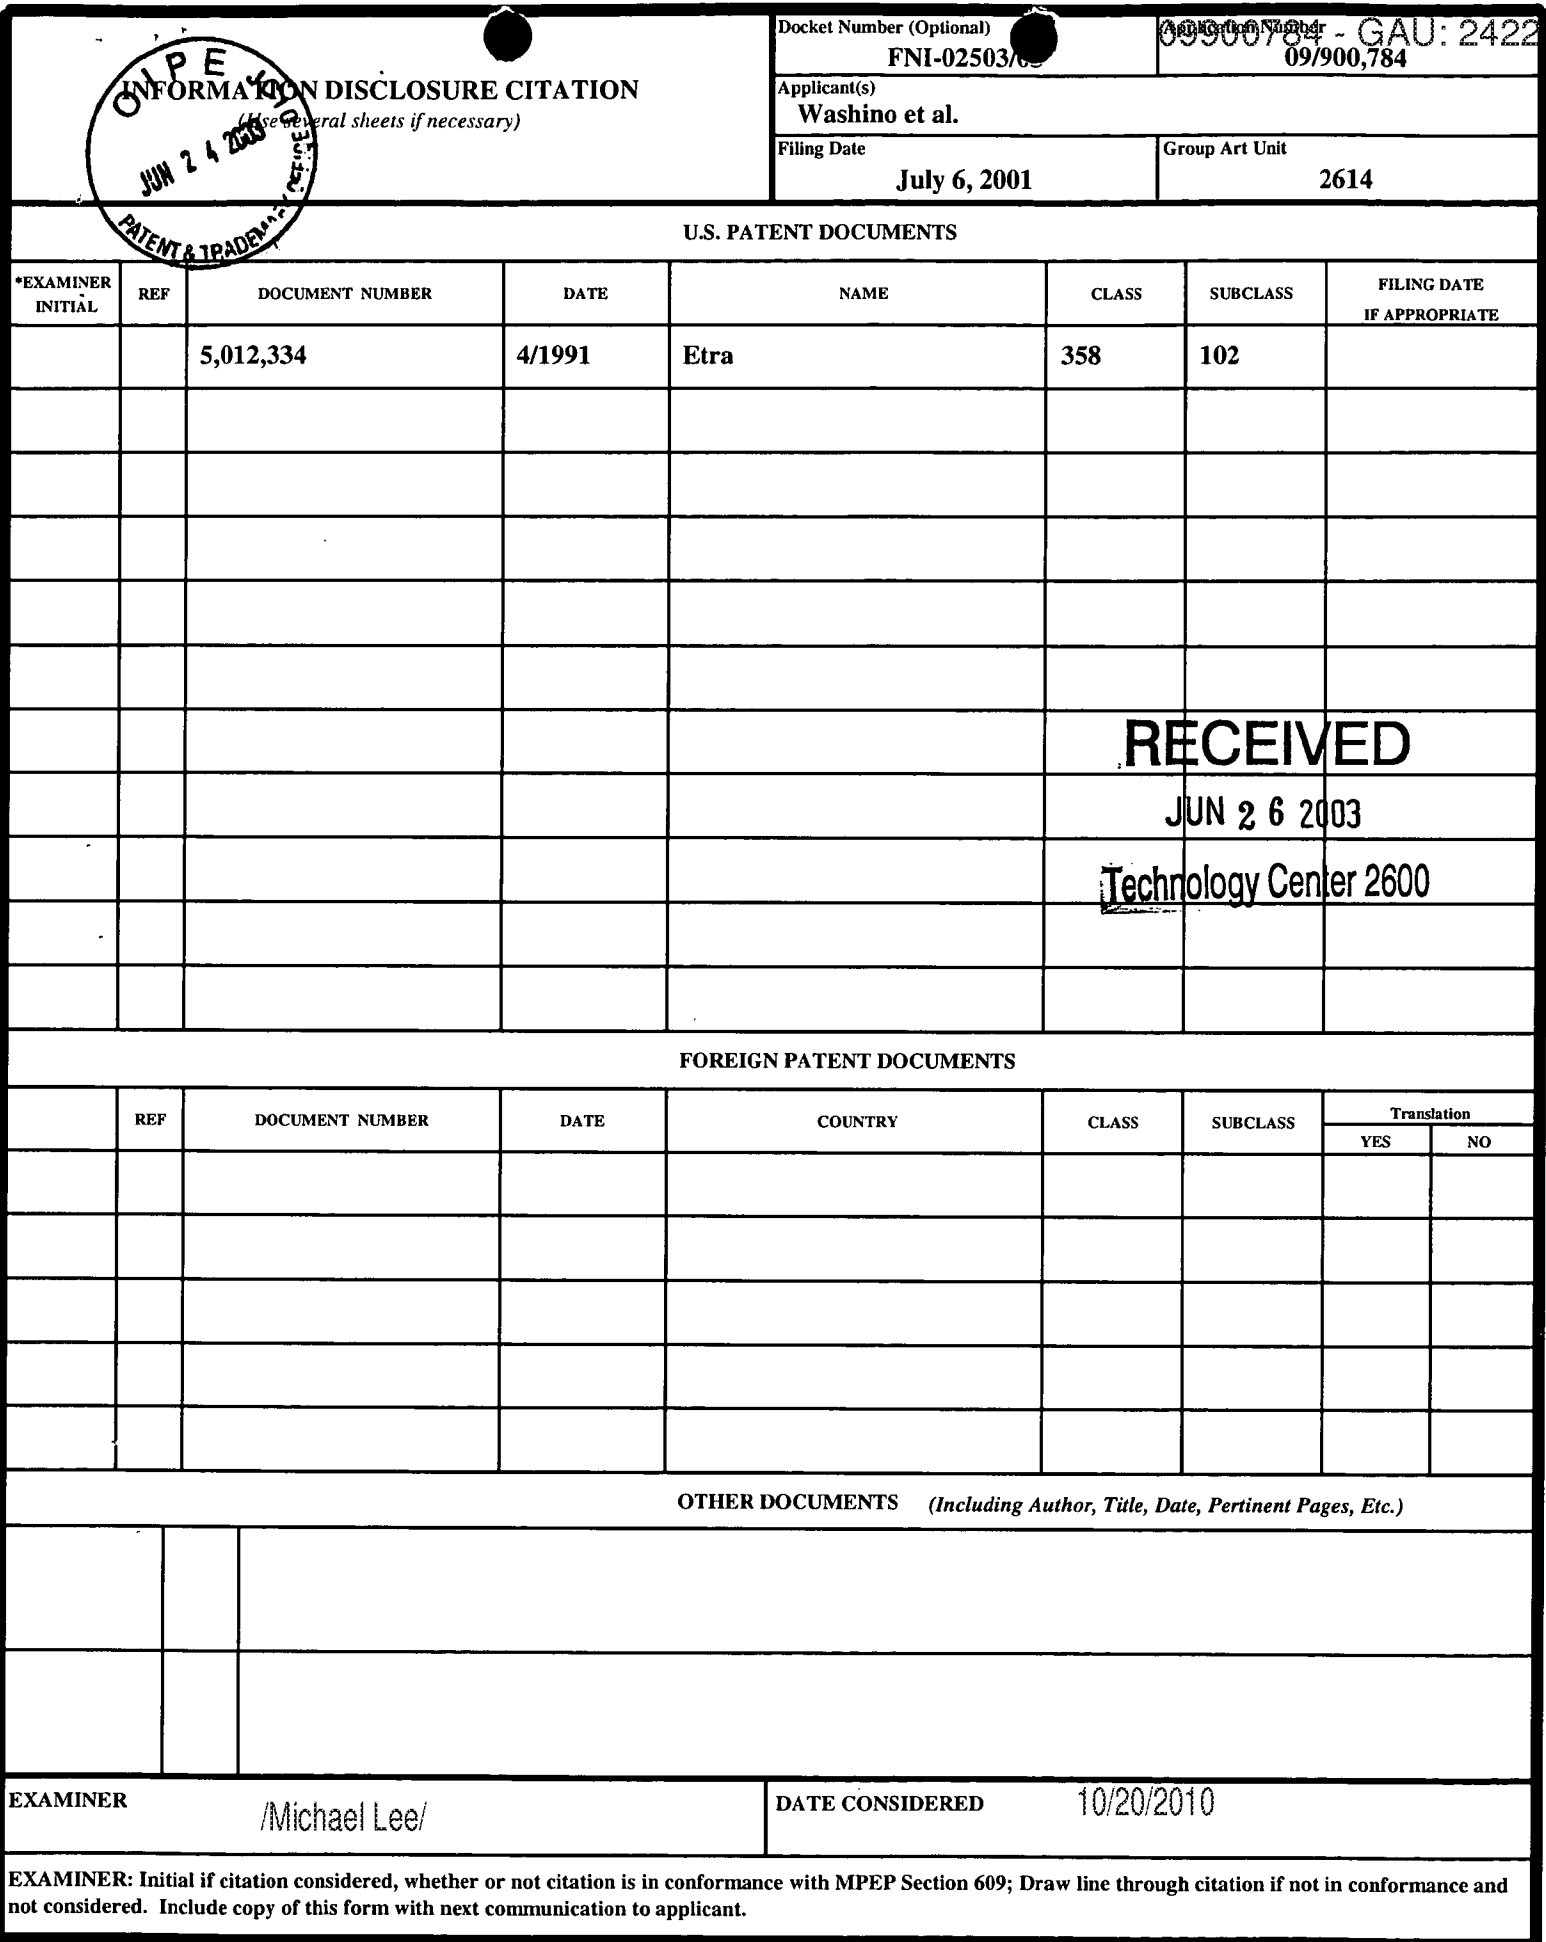 INFORMATION DISCLOSURE CITATION
(Use several sheets if necessary)
OIPE
JUN 24 2003
PATENT & TRADEMARK OFFICE
Docket Number (Optional)
FNI-02503/
Application Number
09900784 - GAU: 2422
09/900,784
Applicant(s)
Washino et al.
Filing Date
July 6, 2001
Group Art Unit
2614
U.S. PATENT DOCUMENTS
*EXAMINER INITIAL REF DOCUMENT NUMBER DATE NAME CLASS SUBCLASS FILING DATE IF APPROPRIATE
5,012,334 4/1991 Etra 358 102
RECEIVED
JUN 26 2003
Technology Center 2600
FOREIGN PATENT DOCUMENTS
REF DOCUMENT NUMBER DATE COUNTRY CLASS SUBCLASS Translation
YES NO
OTHER DOCUMENTS (Including Author, Title, Date, Pertinent Pages, Etc.)
EXAMINER /Michael Lee/ DATE CONSIDERED 10/20/2010
EXAMINER: Initial if citation considered, whether or not citation is in conformance with MPEP Section 609; Draw line through citation if not in conformance and
not considered. Include copy of this form with next communication to applicant.